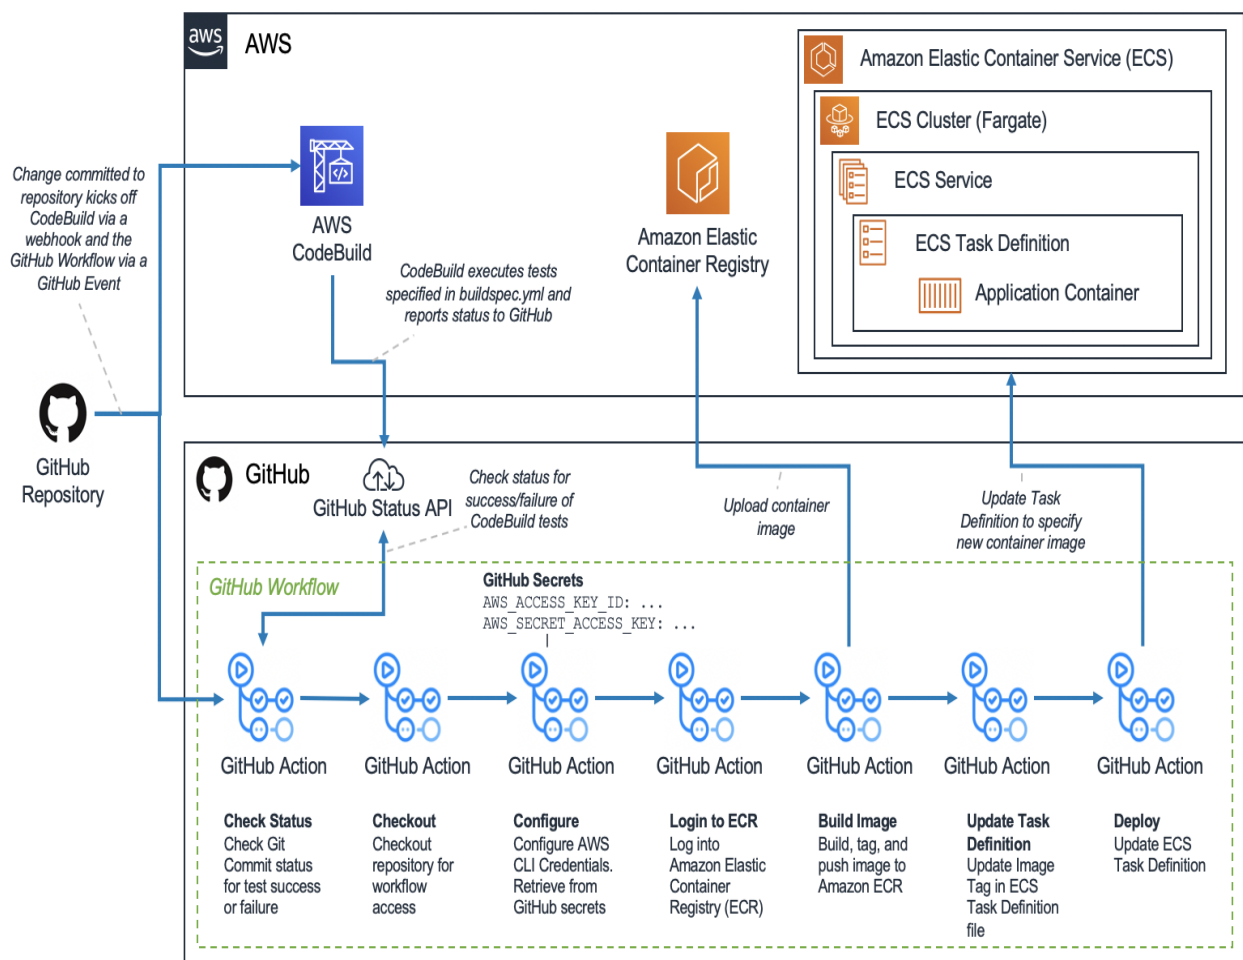 aws
AWS
Amazon Elastic Container Service (ECS)
ECS Cluster (Fargate)
ECS Service
ECS Task Definition
Application Container
Change committed to
repository kicks off
CodeBuild via a
webhook and the
GitHub Workflow via a
GitHub Event
AWS
CodeBuild
Amazon Elastic
Container Registry
CodeBuild executes tests
specified in buildspec.yml and
reports status to GitHub
GitHub
Repository
GitHub
GitHub Status API
Check status for
success/failure of
CodeBuild tests
Upload container
image
Update Task
Definition to specify
new container image
GitHub Workflow
GitHub Secrets
AWS_ACCESS_KEY_ID: ...
AWS_SECRET_ACCESS_KEY: ...
GitHub Action
GitHub Action
GitHub Action
GitHub Action
GitHub Action
GitHub Action
GitHub Action
Check Status
Check Git
Commit status
for test success
or failure
Checkout
Checkout
repository for
workflow
access
Configure
Configure AWS
CLI Credentials.
Retrieve from
GitHub secrets
Login to ECR
Log into
Amazon Elastic
Container
Registry (ECR)
Build Image
Build, tag, and
push image to
Amazon ECR
Update Task
Definition
Update Image
Tag in ECS
Task Definition
file
Deploy
Update ECS
Task Definition